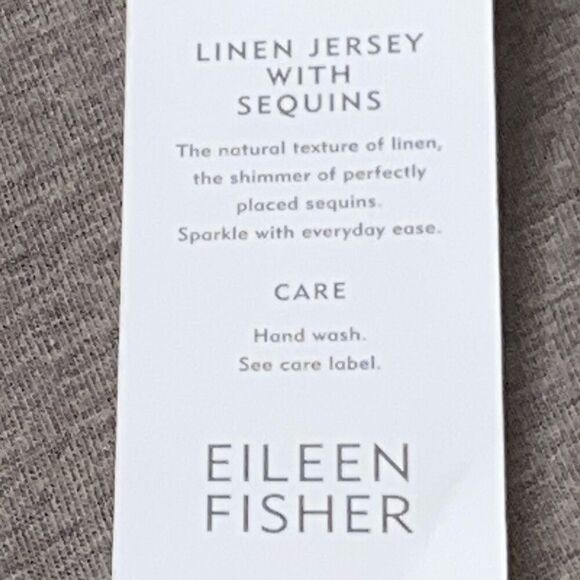 LINEN JERSEY
WITH
SEQUINS
The natural texture of linen,
the shimmer of perfectly
placed sequins.
Sparkle with everyday ease.
CARE
Hand wash.
See care label.
EILEEN
FISHER